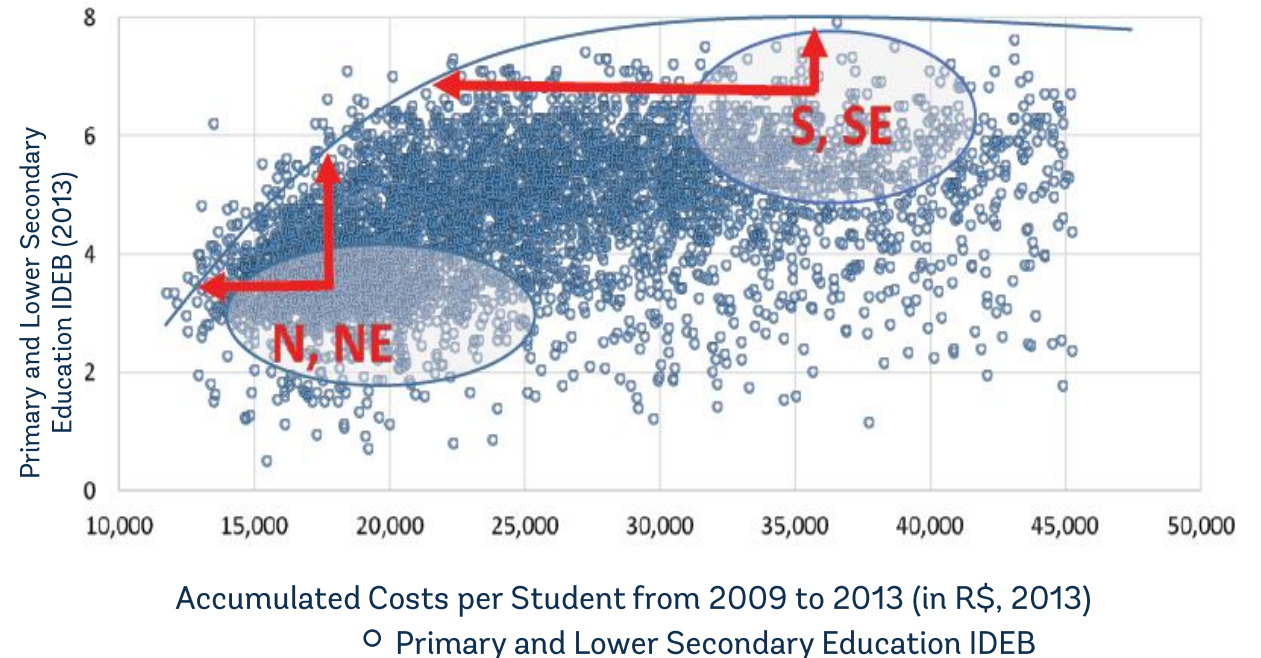 Primary and Lower Secondary
Education IDEB (2013)
8
6
4
2
0
S, SE
N, NE
10,000 15,000 20,000 25,000 30,000 35,000 40,000 45,000 50,000
Accumulated Costs per Student from 2009 to 2013 (in R$, 2013)
Primary and Lower Secondary Education IDEB